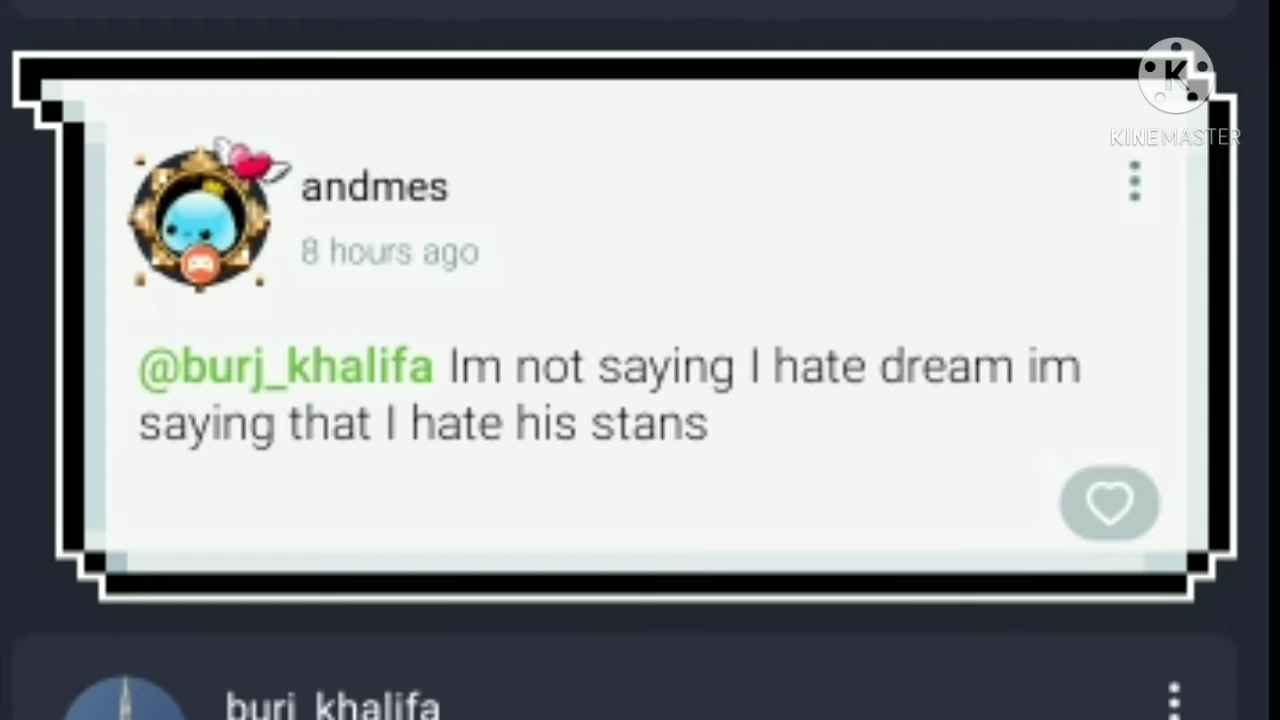 K
KINEMASTER
andmes
8 hours ago
@burj_khalifa Im not saying I hate dream im
saying that I hate his stans
burj_khalifa